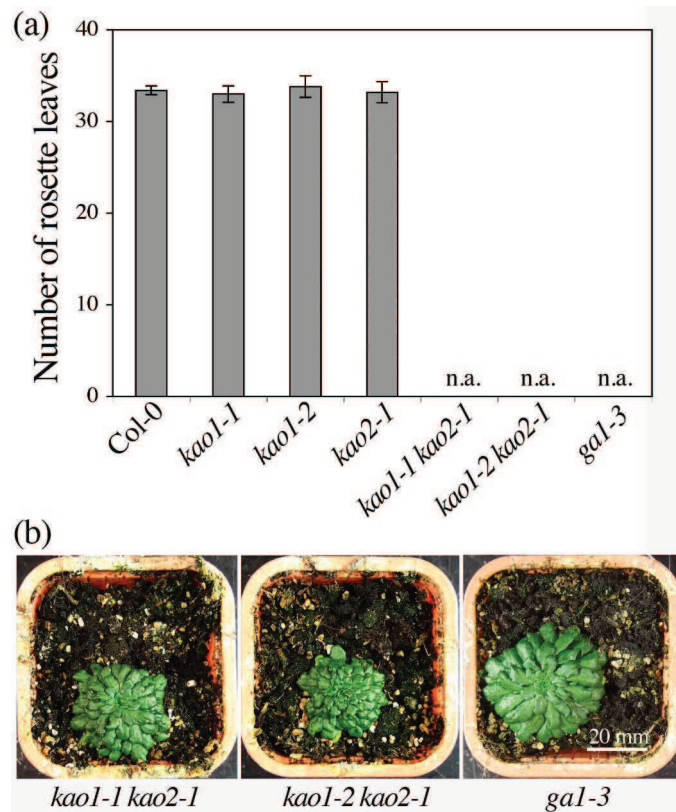 (a)
Number of rosette leaves
40
30
20
10
0
n.a. n.a. n.a.
Col-0
kao1-1
kao1-2
kao2-1
kao1-1 kao2-1
kao1-2 kao2-1
ga1-3
(b)
20 mm
kao1-1 kao2-1 kao1-2 kao2-1 ga1-3